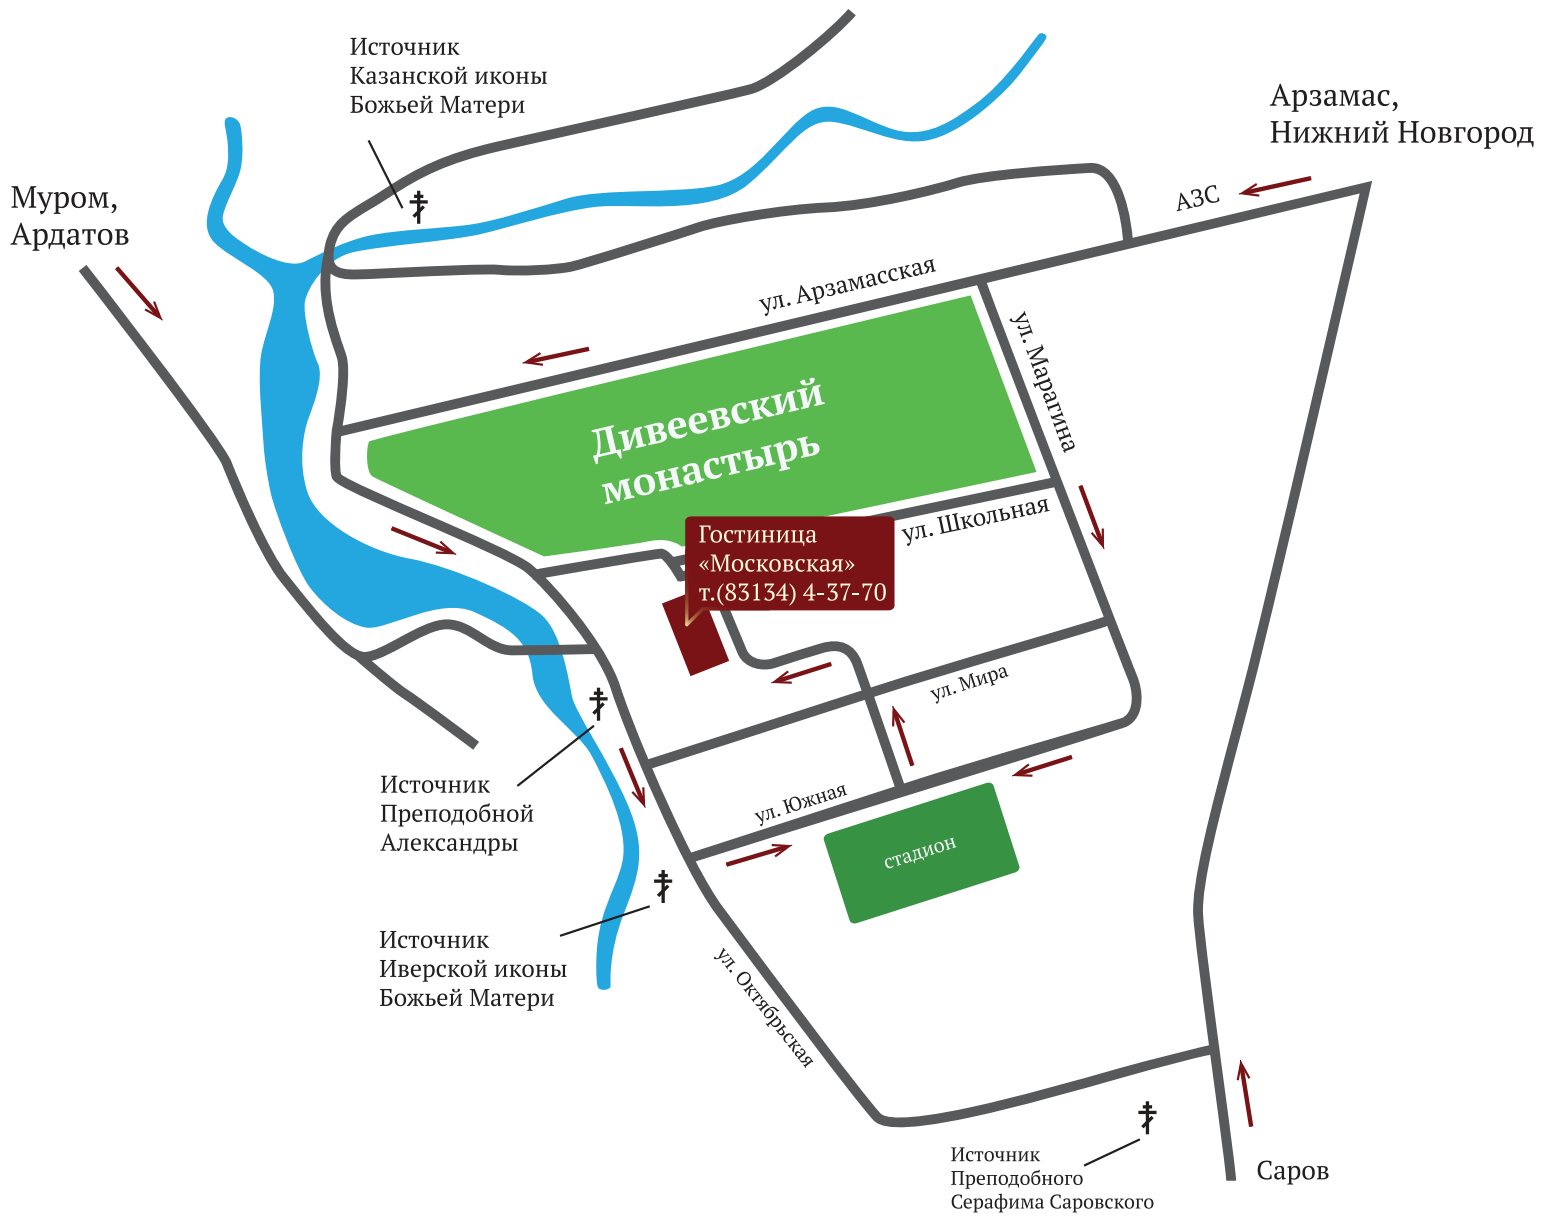 Источник
Казанской иконы
Божьей Матери
Арзамас,
Нижний Новгород
Муром,
Ардатов
АЗС
ул. Арзамасская
ул. Марагина
Дивеевский
монастырь
ул. Школьная
Гостиница
«Московская»
т.(83134) 4-37-70
ул. Мира
Источник
Преподобной
Александры
ул. Южная
стадион
Источник
Иверской иконы
Божьей Матери
ул. Октябрьская
Источник
Преподобного
Серафима Саровского
Саров